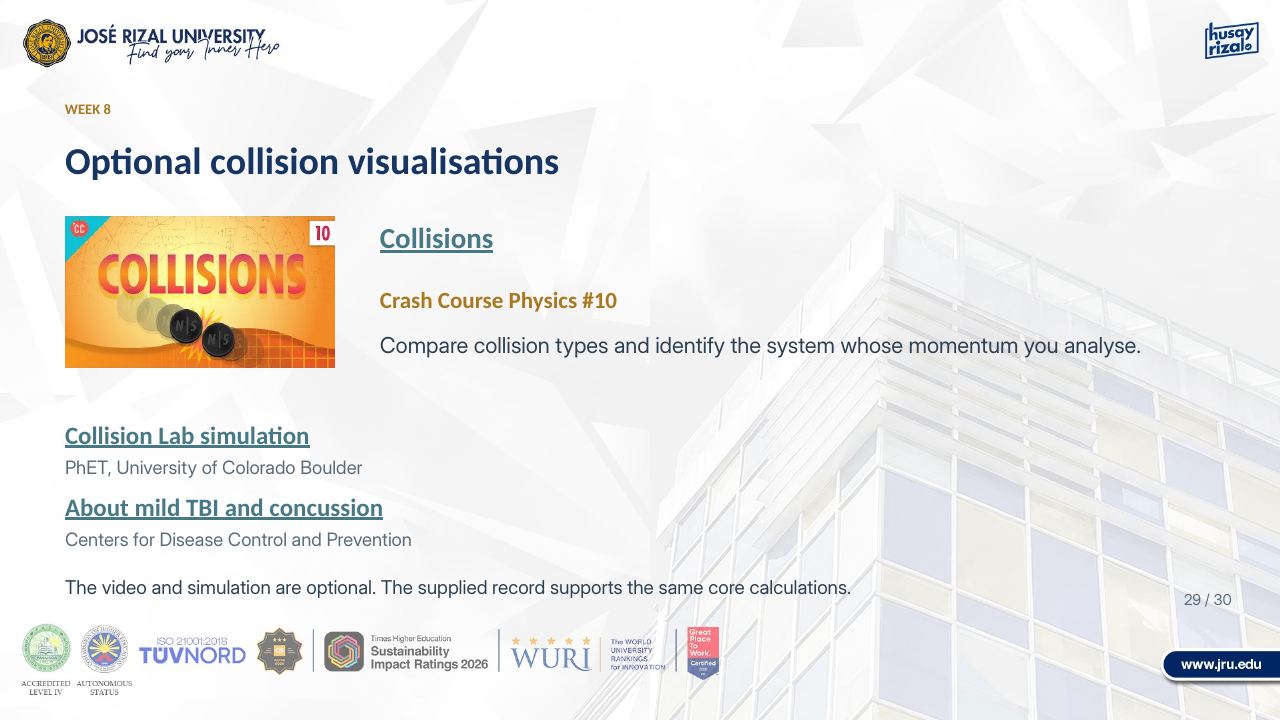 JOSÉ RIZAL UNIVERSITY
Find your Inner Hero
husay
rizal
WEEK 8
Optional collision visualisations
CC
10
COLLISIONS
N|S
N|S
Collisions
Crash Course Physics #10
Compare collision types and identify the system whose momentum you analyse.
Collision Lab simulation
PhET, University of Colorado Boulder
About mild TBI and concussion
Centers for Disease Control and Prevention
The video and simulation are optional. The supplied record supports the same core calculations.
29 / 30
ACCREDITED
LEVEL IV
AUTONOMOUS
STATUS
ISO 21001:2018
TÜVNORD
Times Higher Education
Sustainability
Impact Ratings 2026
WURI
The WORLD
UNIVERSITY
RANKINGS
for INNOVATION
Great
Place
To
Work.
Certified
www.jru.edu